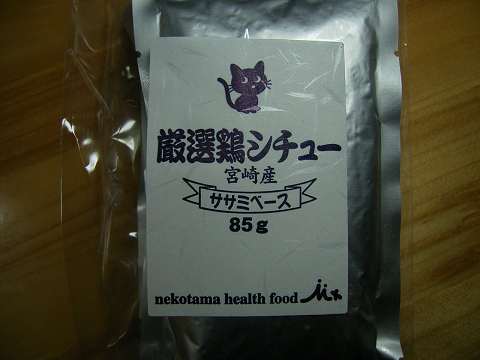 厳選鶏シチュー
宮崎産
ササミベース
85g
nekotama health food